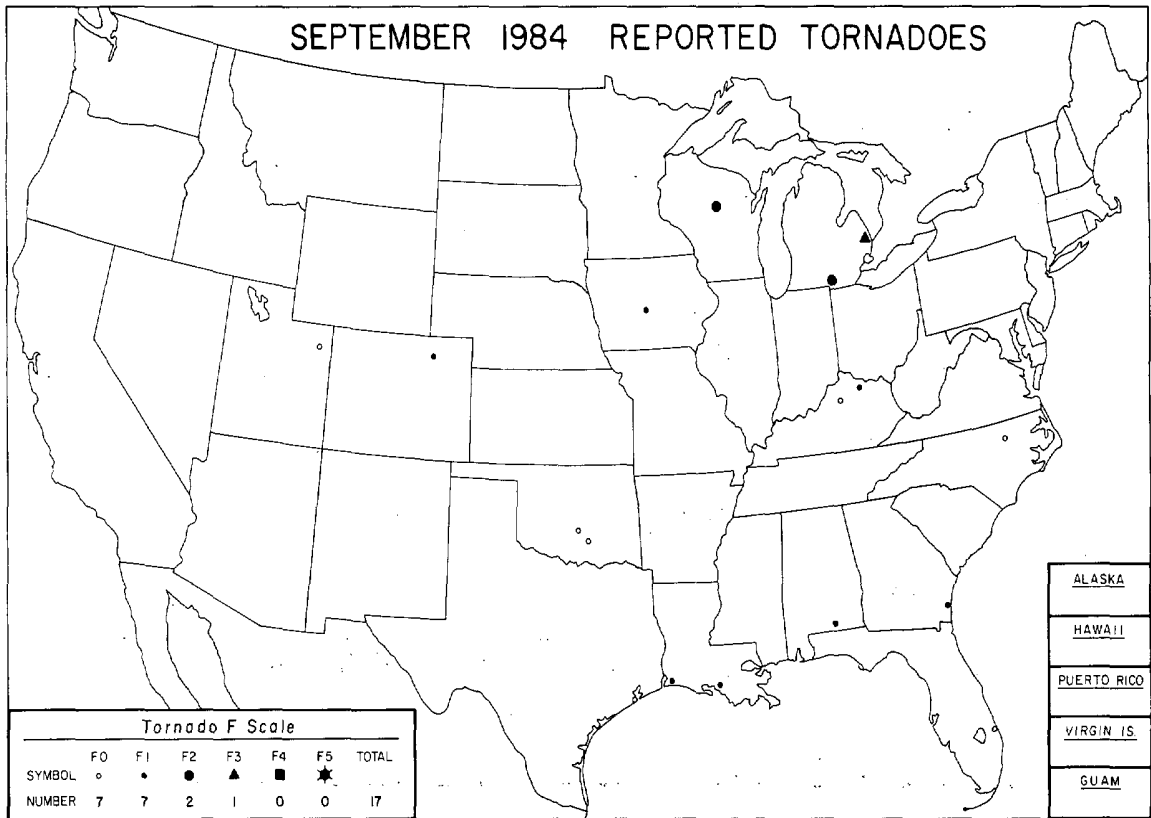 SEPTEMBER 1984 REPORTED TORNADOES
ALASKA
HAWAII
PUERTO RICO
VIRGIN IS.
GUAM
Tornado F Scale
F0 F1 F2 F3 F4 F5 TOTAL
SYMBOL
NUMBER 7 7 2 1 0 0 17